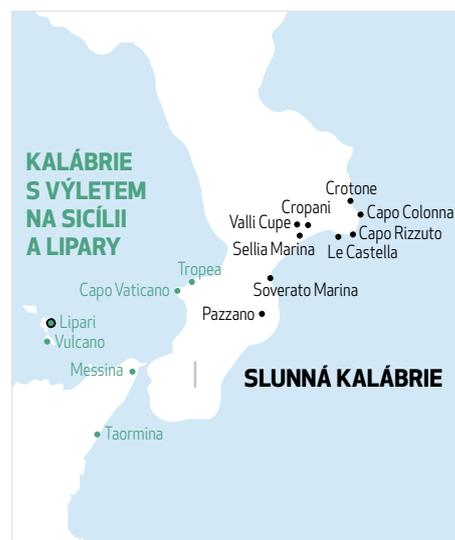 KALÁBRIE
S VÝLETEM
NA SICÍLII
A LIPARY
Crotone
Cropani
Capo Colonna
Valli Cupe
Capo Rizzuto
Sellia Marina
Le Castella
Tropea
Capo Vaticano
Soverato Marina
Pazzano
Lipari
Vulcano
Messina
SLUNNÁ KALÁBRIE
Taormina